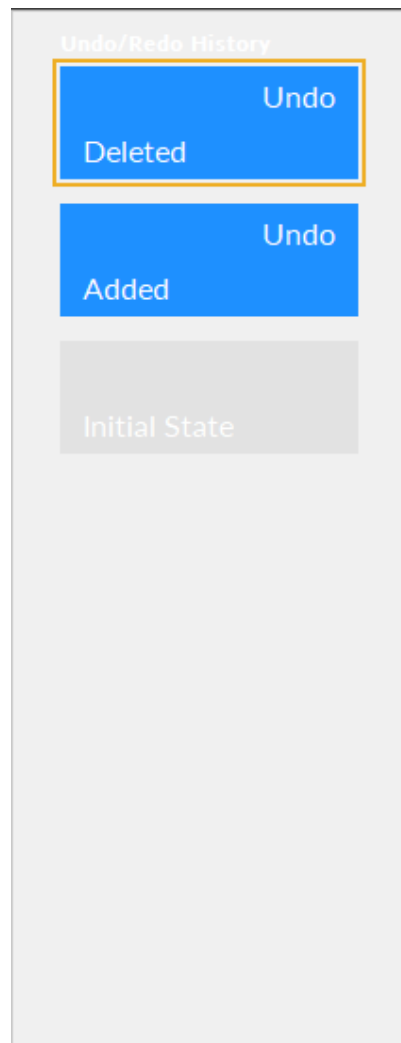 Undo/Redo History
Undo
Deleted
Undo
Added
Initial State